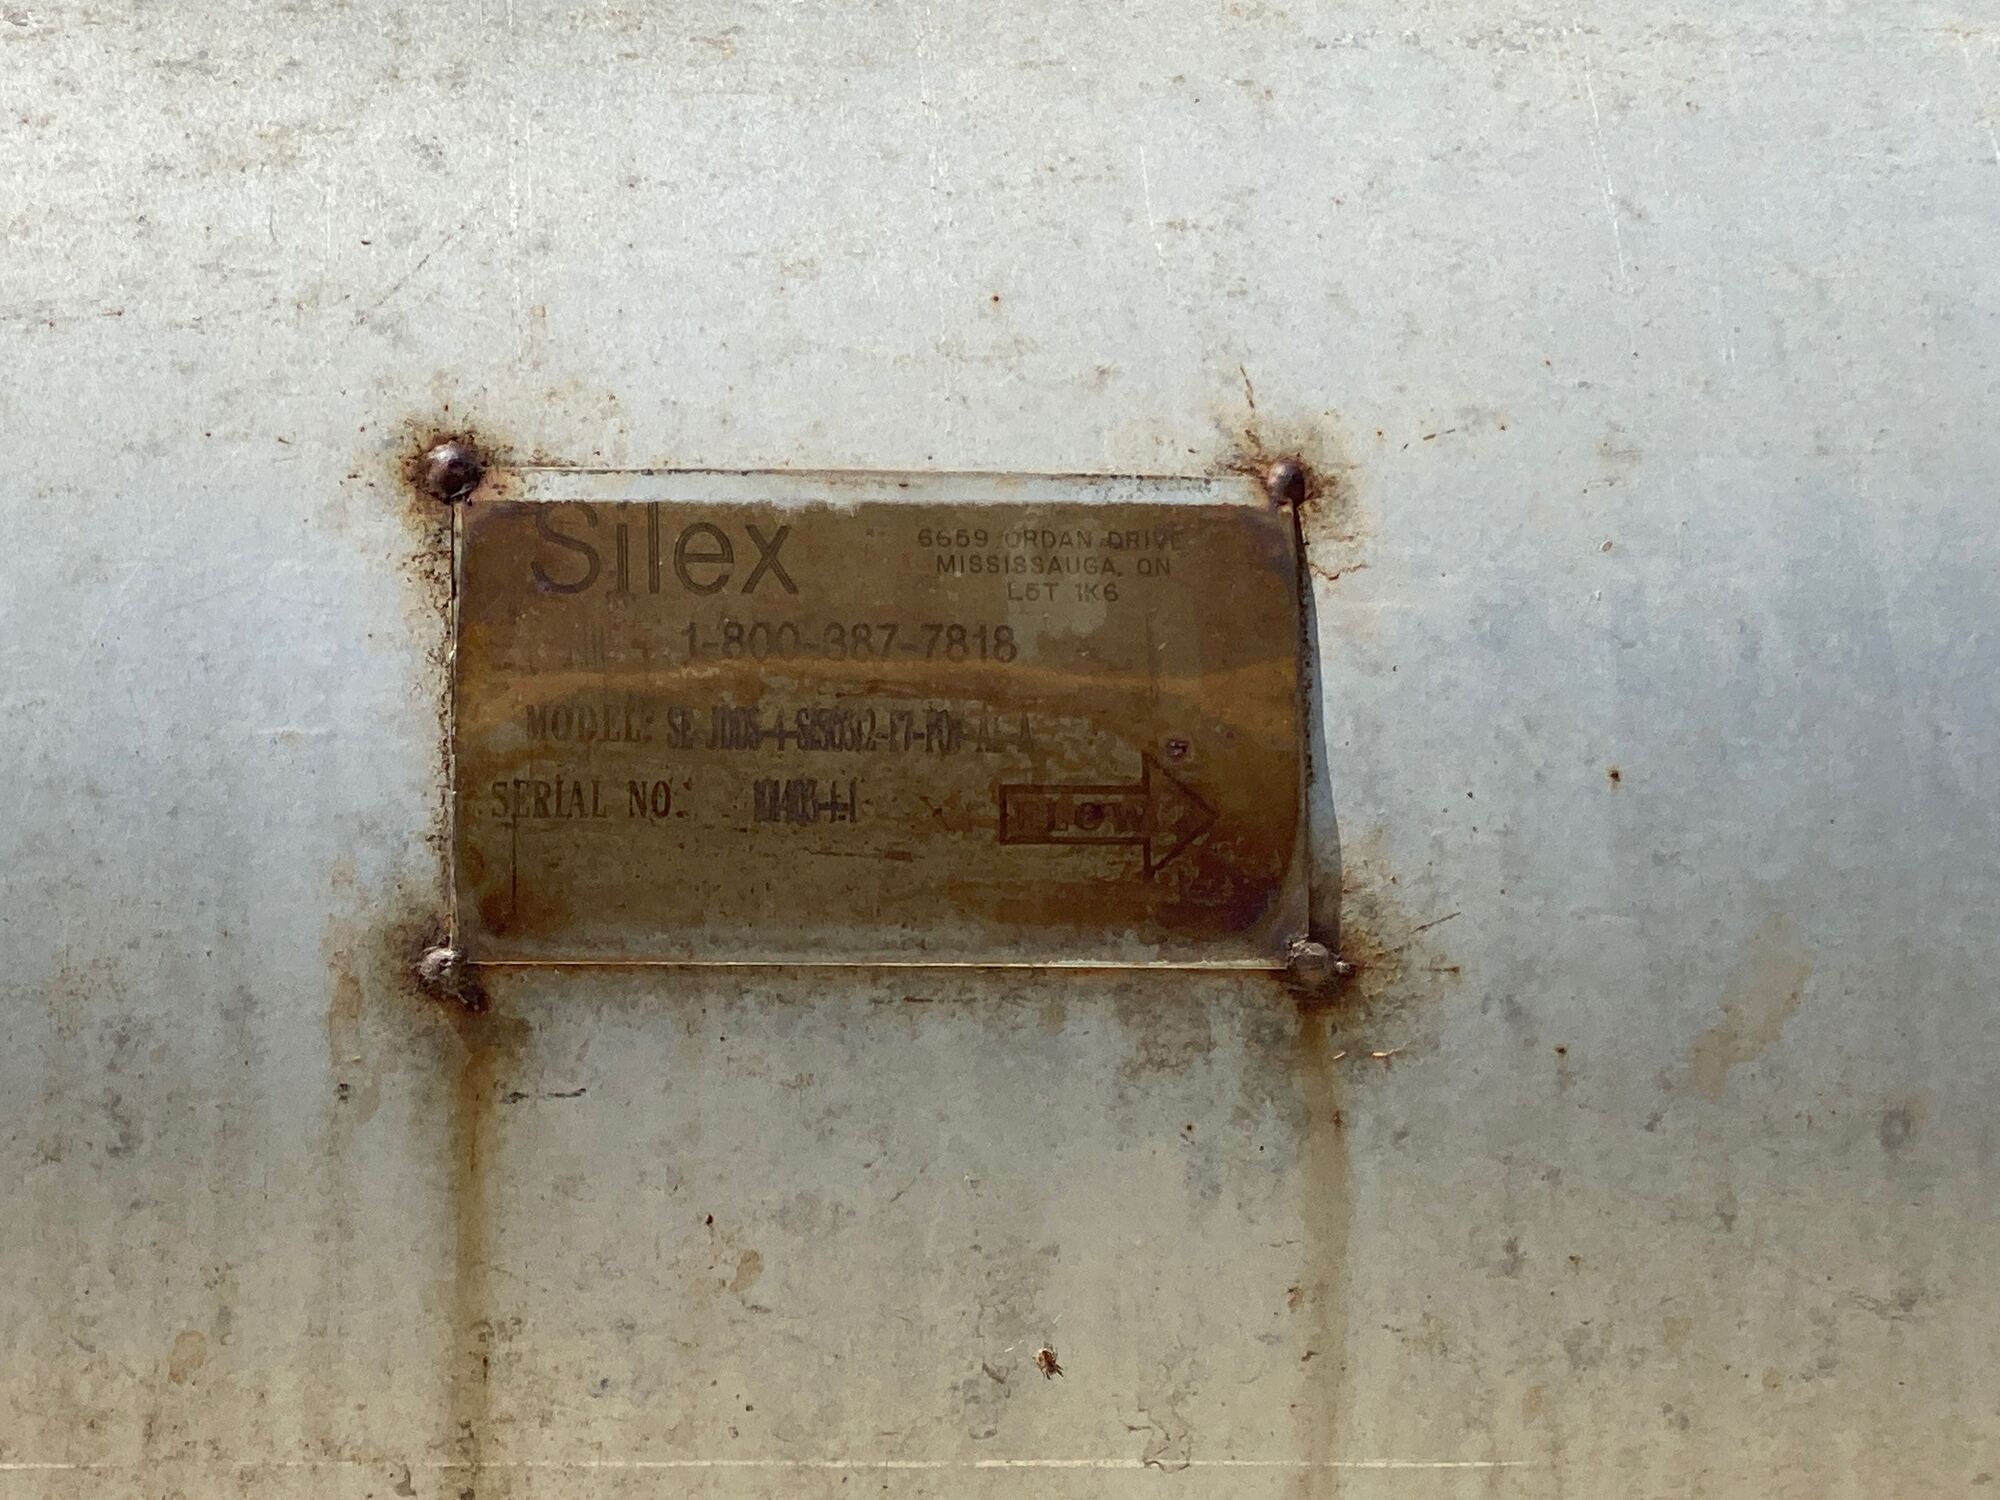 Silex
6659 ORDAN DRIVE
MISSISSAUGA, ON
L5T 1K6
1-800-387-7818
MODEL:
SERIAL NO.:
FLOW